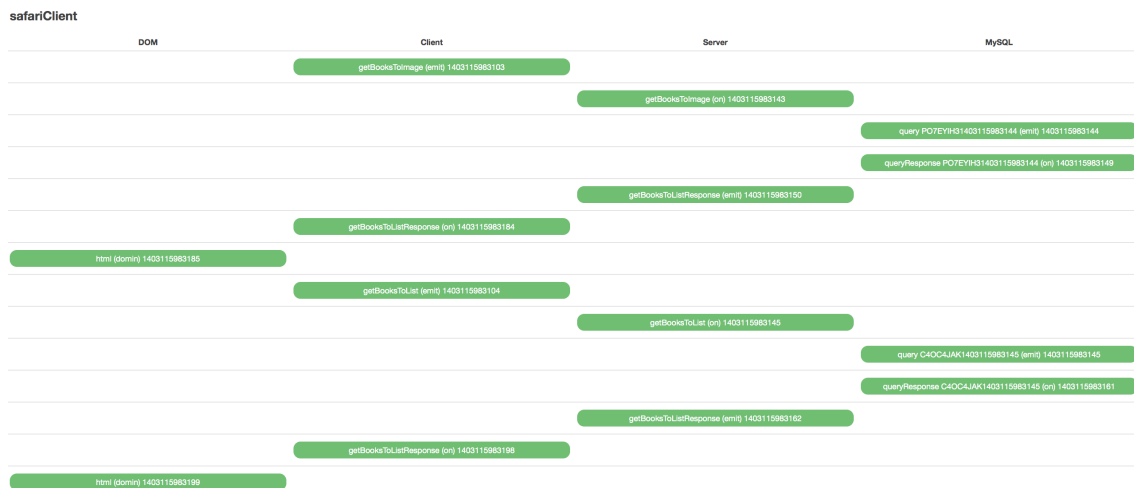 safariClient
DOM Client Server MySQL
getBooksToImage (emit) 1403115983103
getBooksToImage (on) 1403115983143
query PO7EYIH31403115983144 (emit) 1403115983144
queryResponse PO7EYIH31403115983144 (on) 1403115983149
getBooksToListResponse (emit) 1403115983150
getBooksToListResponse (on) 1403115983184
html (domin) 1403115983185
getBooksToList (emit) 1403115983104
getBooksToList (on) 1403115983145
query C4OC4JAK1403115983145 (emit) 1403115983145
queryResponse C4OC4JAK1403115983145 (on) 1403115983161
getBooksToListResponse (emit) 1403115983162
getBooksToListResponse (on) 1403115983198
html (domin) 1403115983199